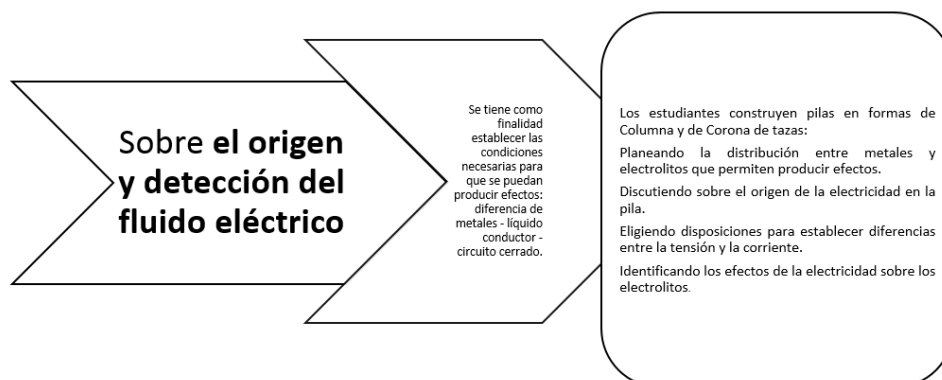 Sobre el origen
y detección del
fluido eléctrico
Se tiene como
finalidad
establecer las
condiciones
necesarias para
que se puedan
producir efectos:
diferencia de
metales - líquido
conductor -
circuito cerrado.
Los estudiantes construyen pilas en formas de
Columna y de Corona de tazas:
Planeando la distribución entre metales y
electrolitos que permiten producir efectos.
Discutiendo sobre el origen de la electricidad en la
pila.
Eligiendo disposiciones para establecer diferencias
entre la tensión y la corriente.
Identificando los efectos de la electricidad sobre los
electrolitos.